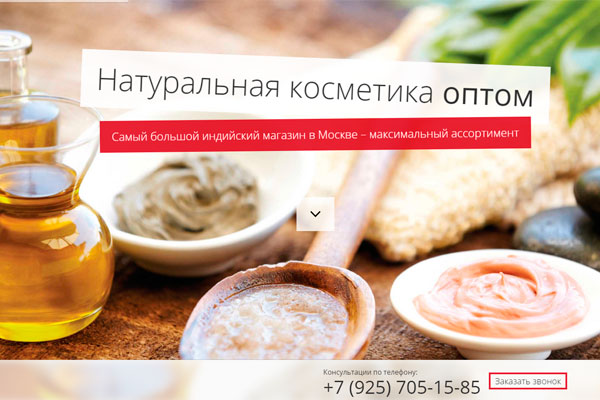 Натуральная косметика оптом
Самый большой индийский магазин в Москве – максимальный ассортимент
Консультации по телефону:
+7 (925) 705-15-85
Заказать звонок